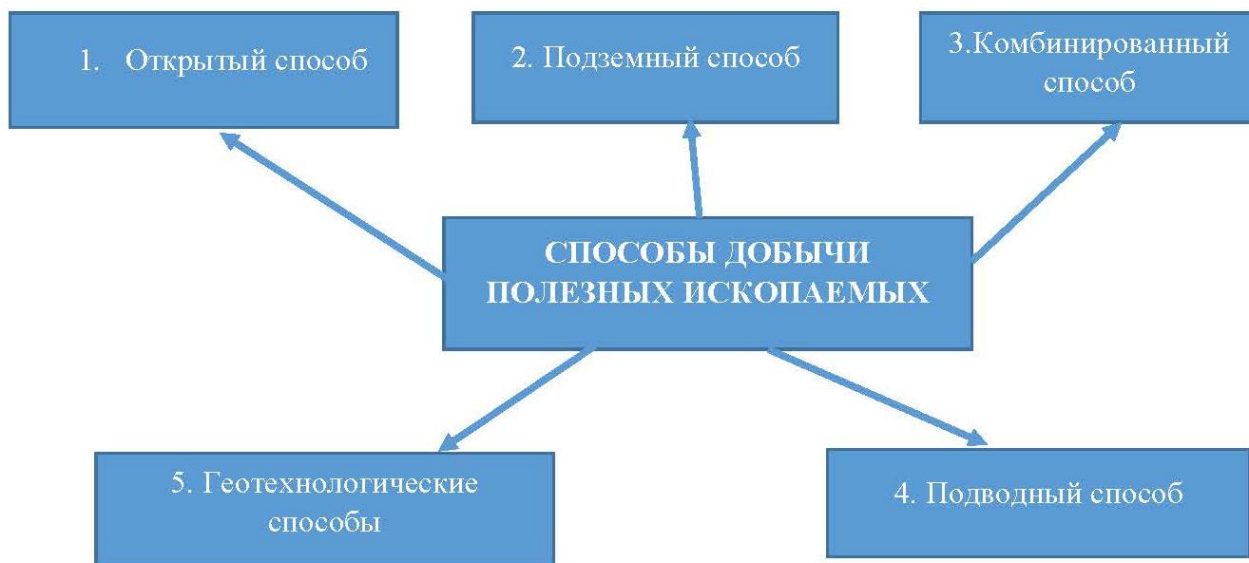 1. Открытый способ
2. Подземный способ
3.Комбинированный
способ
СПОСОБЫ ДОБЫЧИ
ПОЛЕЗНЫХ ИСКОПАЕМЫХ
5. Геотехнологические
способы
4. Подводный способ